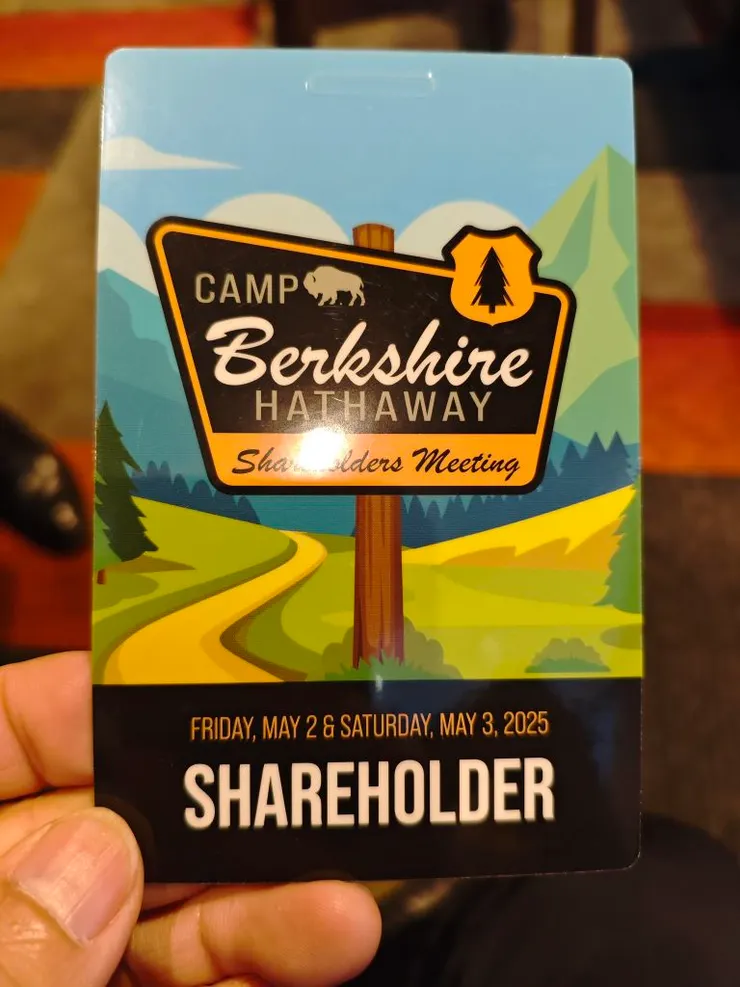 CAMP
Berkshire
HATHAWAY
Shareholders Meeting
FRIDAY, MAY 2 & SATURDAY, MAY 3, 2025
SHAREHOLDER